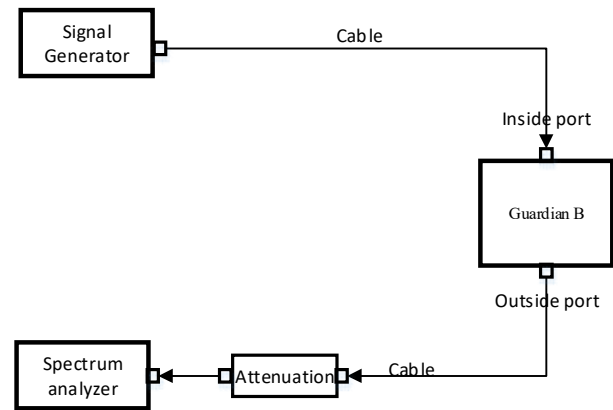 Signal
Generator
Cable
Inside port
Guardian B
Outside port
Spectrum
analyzer
Attenuation
Cable